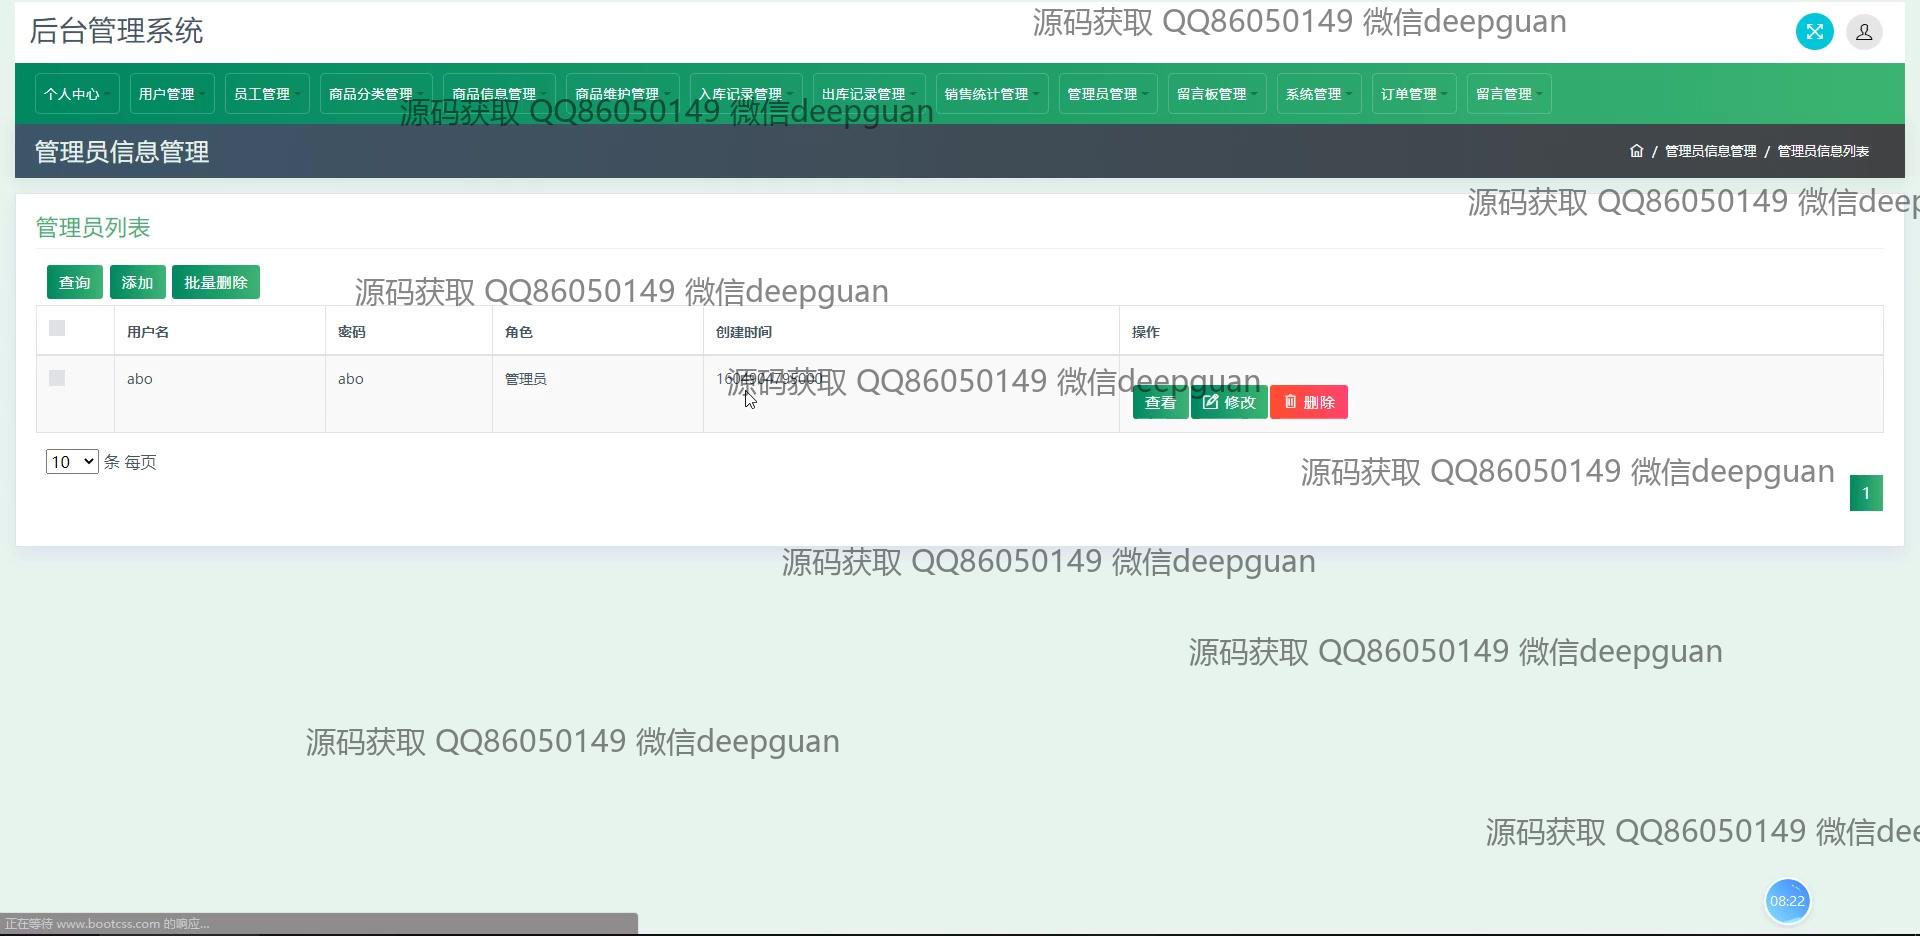 后台管理系统
源码获取 QQ86050149 微信deepguan
个人中心 用户管理 员工管理 商品分类管理 商品信息管理 商品维护管理 入库记录管理 出库记录管理 销售统计管理 管理员管理 留言板管理 系统管理 订单管理 留言管理
源码获取 QQ86050149 微信deepguan
管理员信息管理
/ 管理员信息管理 / 管理员信息列表
源码获取 QQ86050149 微信deep
管理员列表
查询 添加 批量删除
源码获取 QQ86050149 微信deepguan
用户名 密码 角色 创建时间 操作
abo abo 管理员 1604904795000
源码获取 QQ86050149 微信deepguan
查看 修改 删除
10 条 每页
源码获取 QQ86050149 微信deepguan
1
源码获取 QQ86050149 微信deepguan
源码获取 QQ86050149 微信deepguan
源码获取 QQ86050149 微信deepguan
源码获取 QQ86050149 微信dee
08:22
正在等待 www.bootcss.com 的响应...